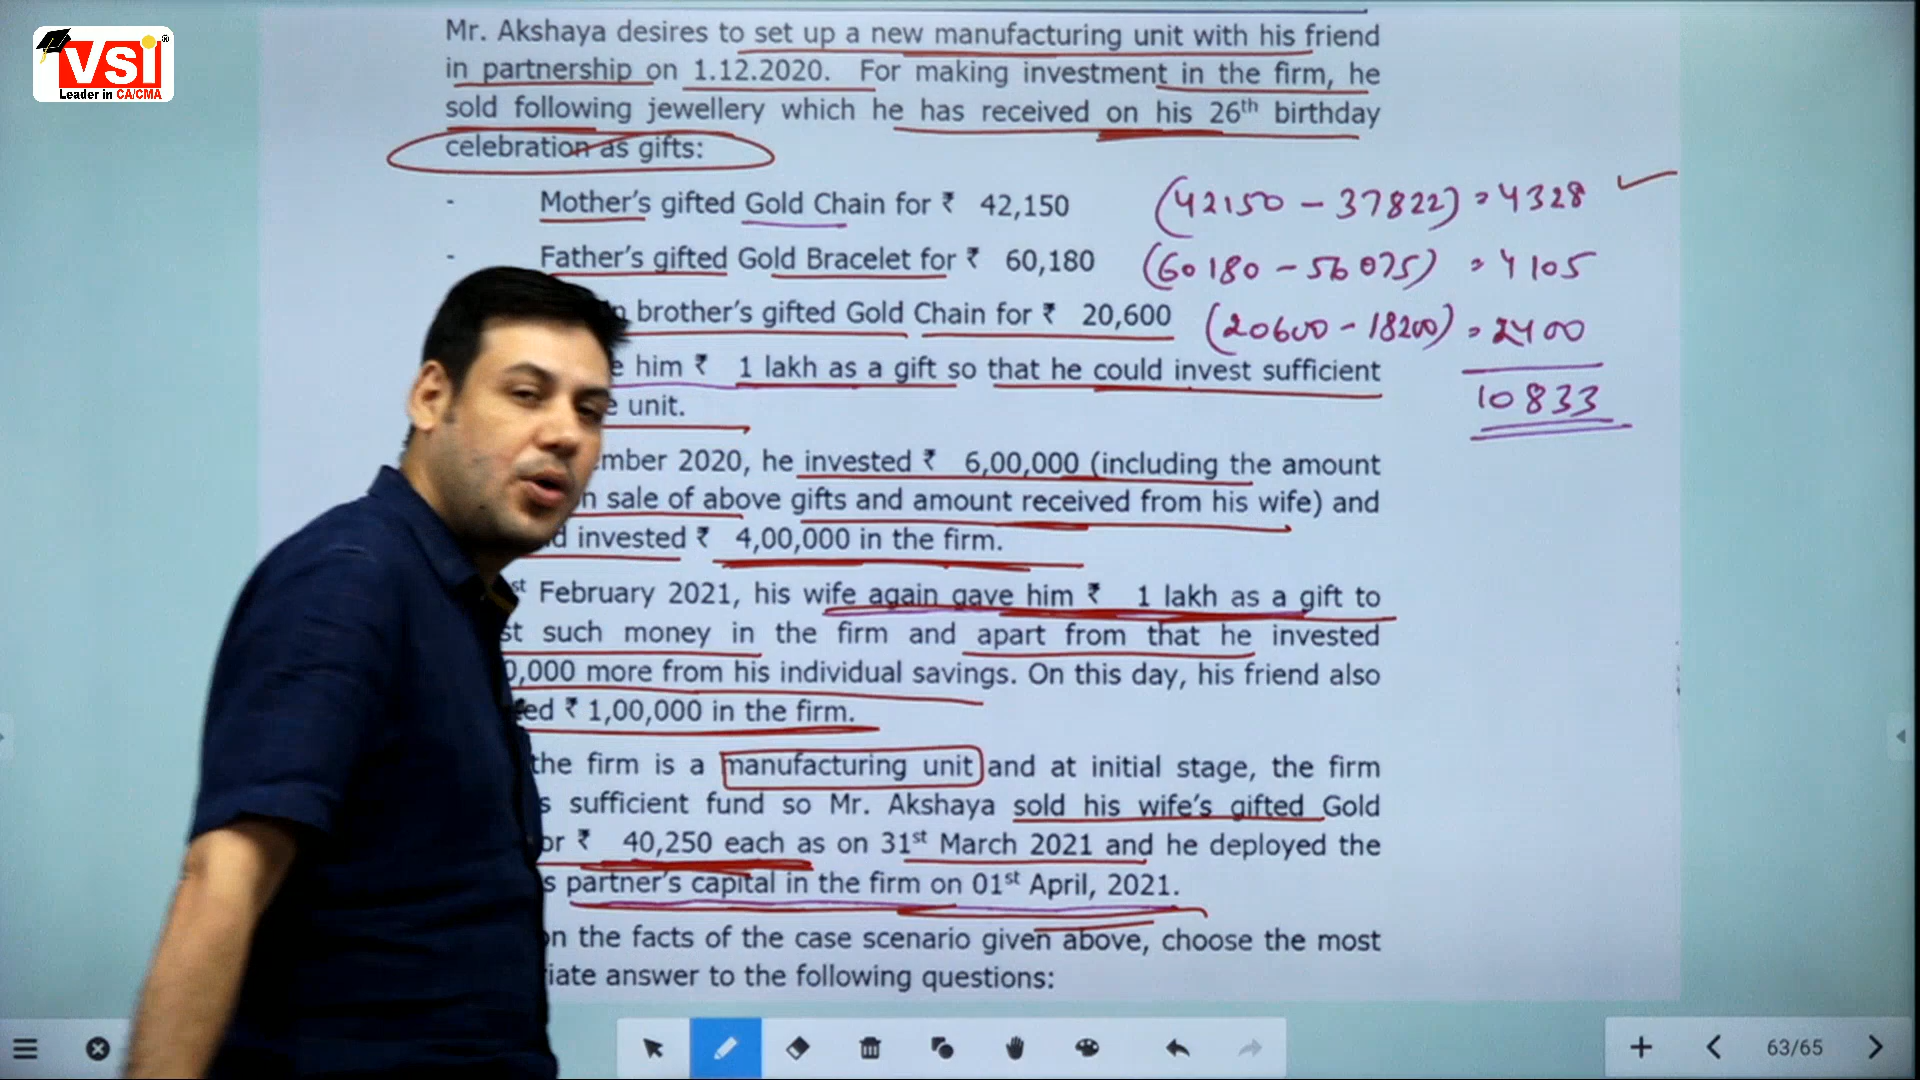 VSI®
Leader in CA/CMA
Mr. Akshaya desires to set up a new manufacturing unit with his friend
in partnership on 1.12.2020. For making investment in the firm, he
sold following jewellery which he has received on his 26th birthday
celebration as gifts:
- Mother's gifted Gold Chain for ₹ 42,150 (42150 - 37822) = 4328
- Father's gifted Gold Bracelet for ₹ 60,180 (60180 - 56075) = 4105
brother's gifted Gold Chain for ₹ 20,600 (20600 - 18200) = 2400
him ₹ 1 lakh as a gift so that he could invest sufficient
unit. 10833
mber 2020, he invested ₹ 6,00,000 (including the amount
n sale of above gifts and amount received from his wife) and
d invested ₹ 4,00,000 in the firm.
st February 2021, his wife again gave him ₹ 1 lakh as a gift to
st such money in the firm and apart from that he invested
0,000 more from his individual savings. On this day, his friend also
ed ₹ 1,00,000 in the firm.
the firm is a manufacturing unit and at initial stage, the firm
s sufficient fund so Mr. Akshaya sold his wife's gifted Gold
or ₹ 40,250 each as on 31st March 2021 and he deployed the
s partner's capital in the firm on 01st April, 2021.
n the facts of the case scenario given above, choose the most
iate answer to the following questions:
63/65